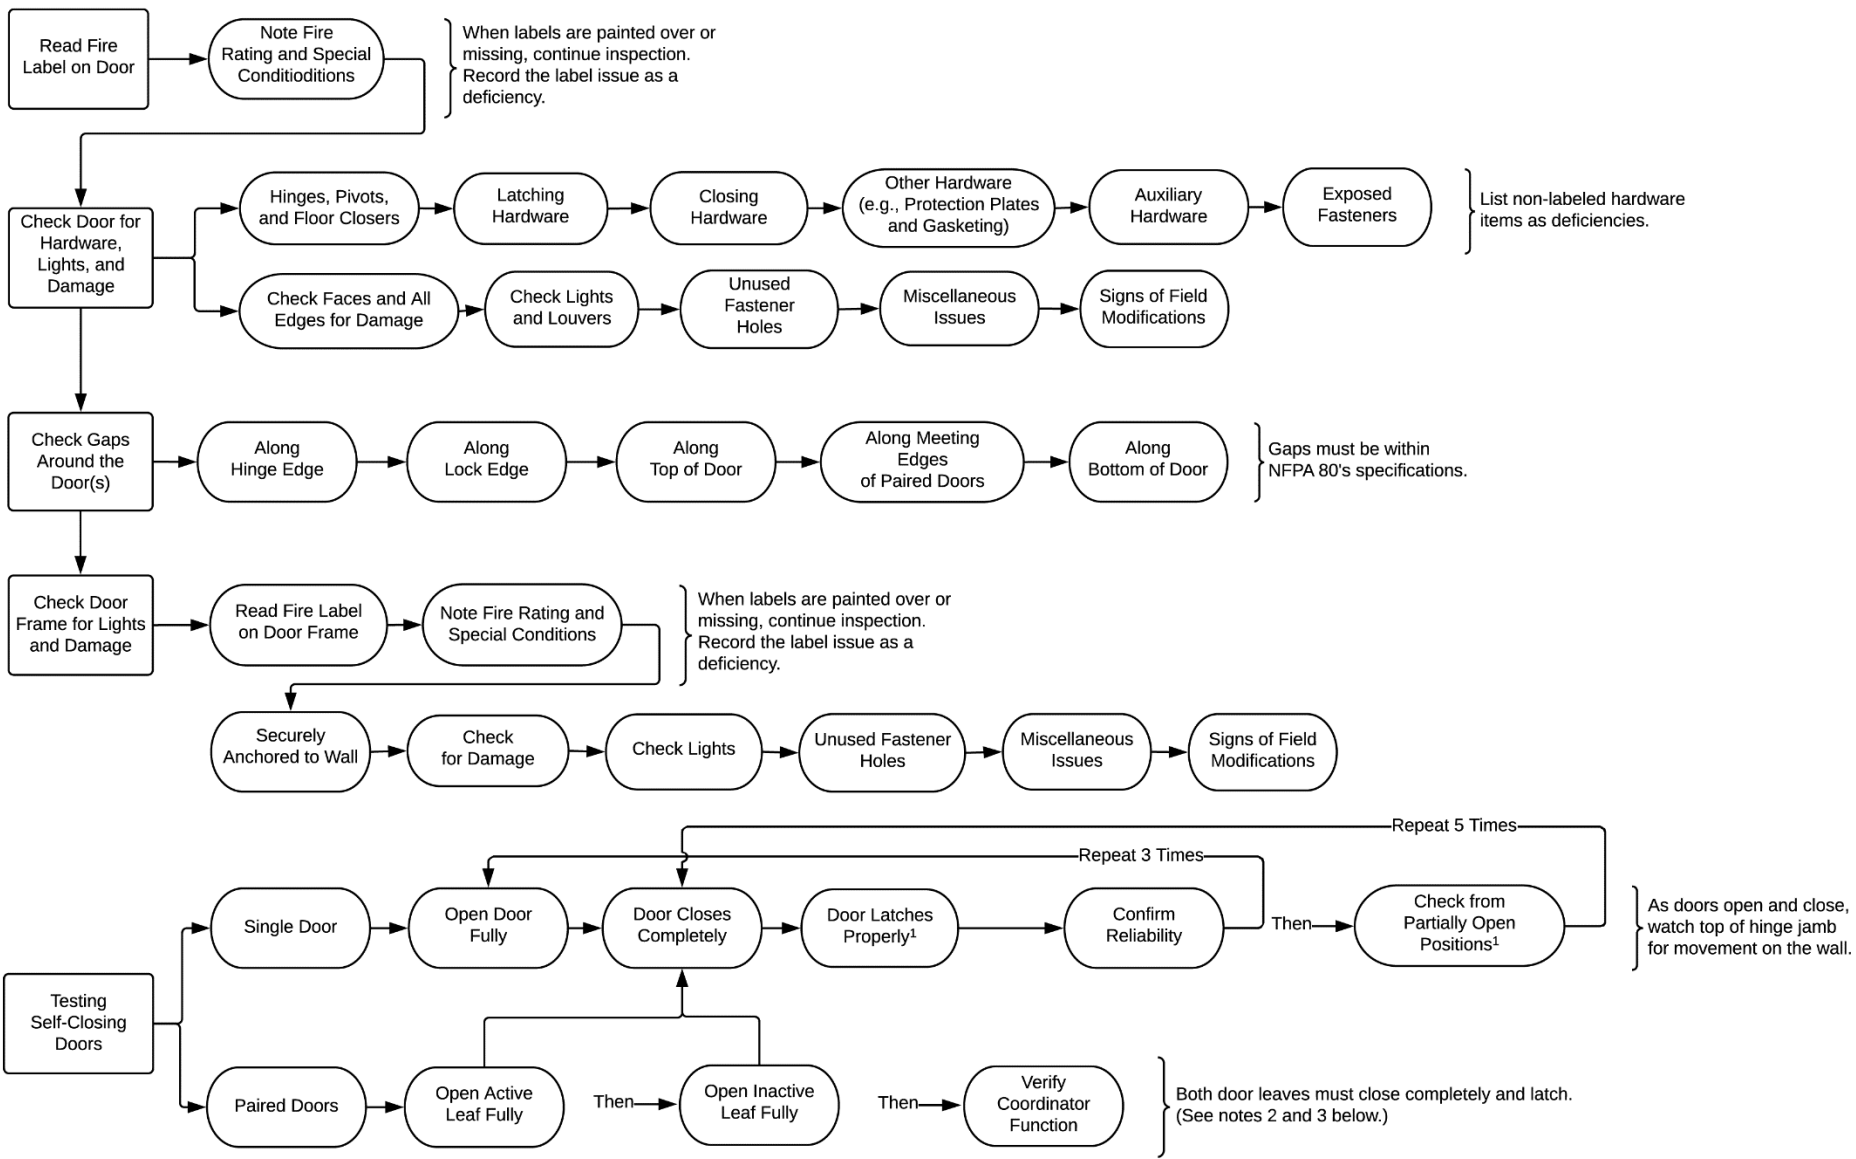 Read Fire
Label on Door
Note Fire
Rating and Special
Conditioditions
When labels are painted over or
missing, continue inspection.
Record the label issue as a
deficiency.
Check Door for
Hardware,
Lights, and
Damage
Hinges, Pivots,
and Floor Closers
Latching
Hardware
Closing
Hardware
Other Hardware
(e.g., Protection Plates
and Gasketing)
Auxiliary
Hardware
Exposed
Fasteners
List non-labeled hardware
items as deficiencies.
Check Faces and All
Edges for Damage
Check Lights
and Louvers
Unused
Fastener
Holes
Miscellaneous
Issues
Signs of Field
Modifications
Check Gaps
Around the
Door(s)
Along
Hinge Edge
Along
Lock Edge
Along
Top of Door
Along Meeting
Edges
of Paired Doors
Along
Bottom of Door
Gaps must be within
NFPA 80's specifications.
Check Door
Frame for Lights
and Damage
Read Fire Label
on Door Frame
Note Fire Rating and
Special Conditions
When labels are painted over or
missing, continue inspection.
Record the label issue as a
deficiency.
Securely
Anchored to Wall
Check
for Damage
Check Lights
Unused Fastener
Holes
Miscellaneous
Issues
Signs of Field
Modifications
Repeat 5 Times
Repeat 3 Times
Testing
Self-Closing
Doors
Single Door
Open Door
Fully
Door Closes
Completely
Door Latches
Properly¹
Confirm
Reliability
Then
Check from
Partially Open
Positions¹
As doors open and close,
watch top of hinge jamb
for movement on the wall.
Paired Doors
Open Active
Leaf Fully
Then
Open Inactive
Leaf Fully
Then
Verify
Coordinator
Function
Both door leaves must close completely and latch.
(See notes 2 and 3 below.)